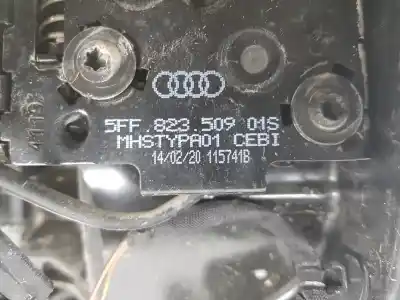 5FF.823.509 01S
MHSTYPA01 CEBI
14/02/20 115741B